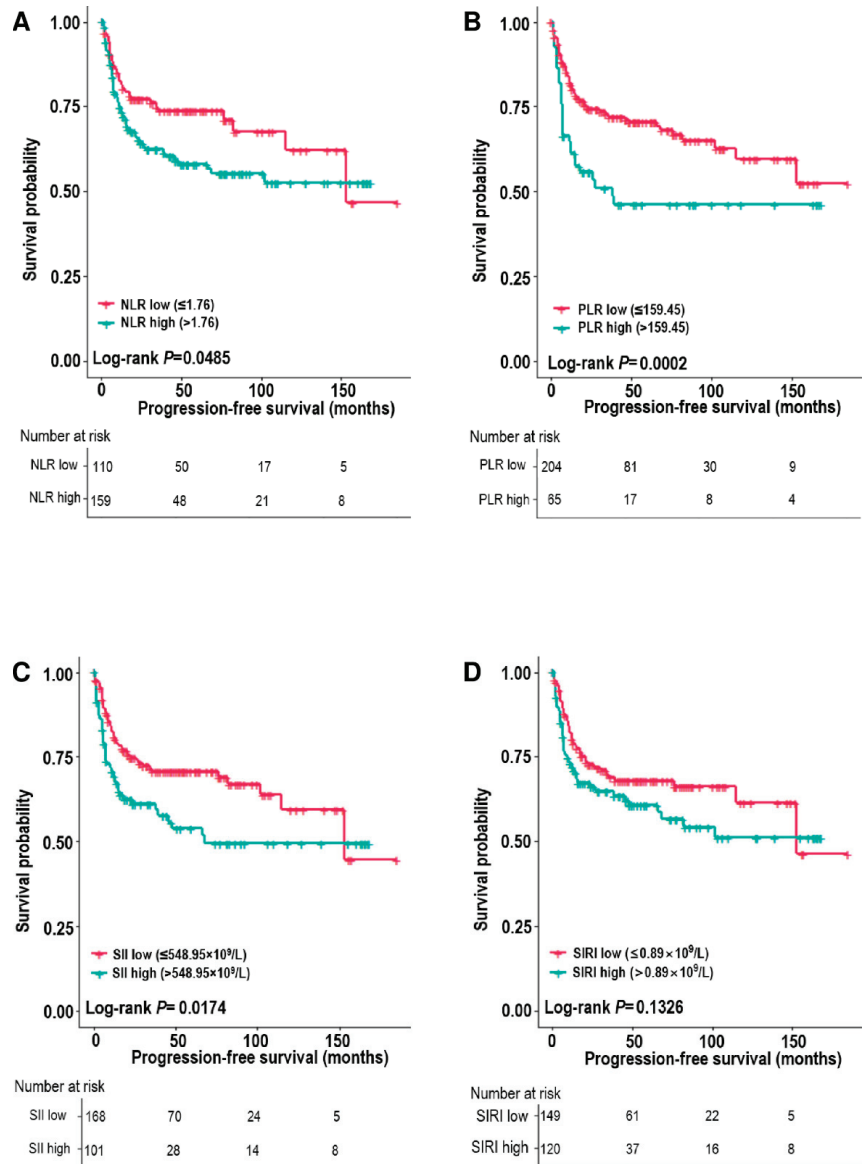 A
Survival probability
1.00
0.75
0.50
0.25
0.00
NLR low (≤1.76)
NLR high (>1.76)
Log-rank P=0.0485
0 50 100 150
Progression-free survival (months)
Number at risk
NLR low 110 50 17 5
NLR high 159 48 21 8
B
Survival probability
1.00
0.75
0.50
0.25
0.00
PLR low (≤159.45)
PLR high (>159.45)
Log-rank P=0.0002
0 50 100 150
Progression-free survival (months)
Number at risk
PLR low 204 81 30 9
PLR high 65 17 8 4
C
Survival probability
1.00
0.75
0.50
0.25
0.00
SII low (≤548.95×10⁹/L)
SII high (>548.95×10⁹/L)
Log-rank P= 0.0174
0 50 100 150
Progression-free survival (months)
Number at risk
SII low 168 70 24 5
SII high 101 28 14 8
D
Survival probability
1.00
0.75
0.50
0.25
0.00
SIRI low (≤0.89×10⁹/L)
SIRI high (>0.89×10⁹/L)
Log-rank P=0.1326
0 50 100 150
Progression-free survival (months)
Number at risk
SIRI low 149 61 22 5
SIRI high 120 37 16 8